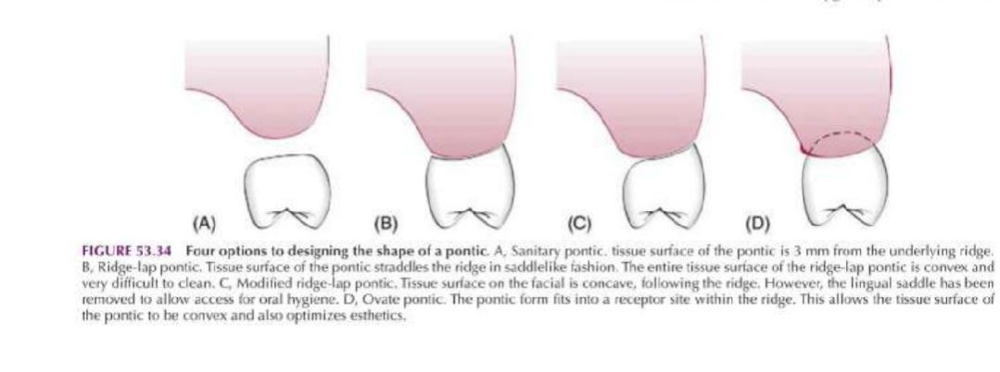 (A) (B) (C) (D)
FIGURE 53.34 Four options to designing the shape of a pontic. A, Sanitary pontic. tissue surface of the pontic is 3 mm from the underlying ridge.
B, Ridge-lap pontic. Tissue surface of the pontic straddles the ridge in saddlelike fashion. The entire tissue surface of the ridge-lap pontic is convex and
very difficult to clean. C, Modified ridge-lap pontic. Tissue surface on the facial is concave, following the ridge. However, the lingual saddle has been
removed to allow access for oral hygiene. D, Ovate pontic. The pontic form fits into a receptor site within the ridge. This allows the tissue surface of
the pontic to be convex and also optimizes esthetics.